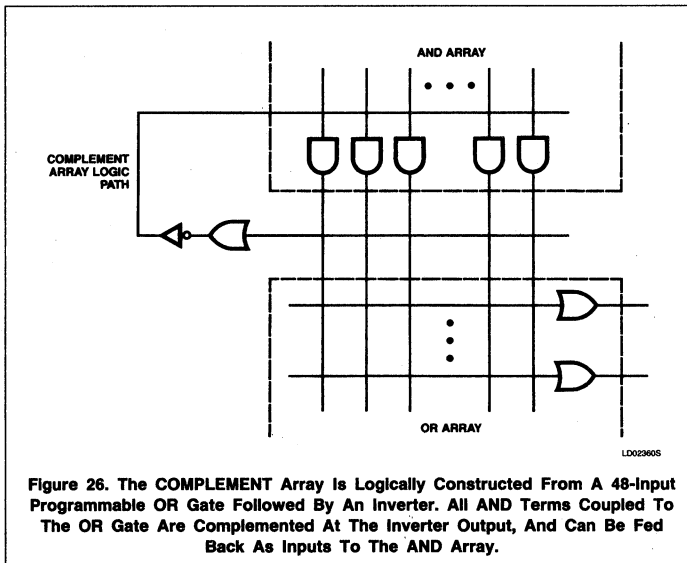 AND ARRAY
COMPLEMENT
ARRAY LOGIC
PATH
OR ARRAY
LD02360S
Figure 26. The COMPLEMENT Array Is Logically Constructed From A 48-Input
Programmable OR Gate Followed By An Inverter. All AND Terms Coupled To
The OR Gate Are Complemented At The Inverter Output, And Can Be Fed
Back As Inputs To The AND Array.